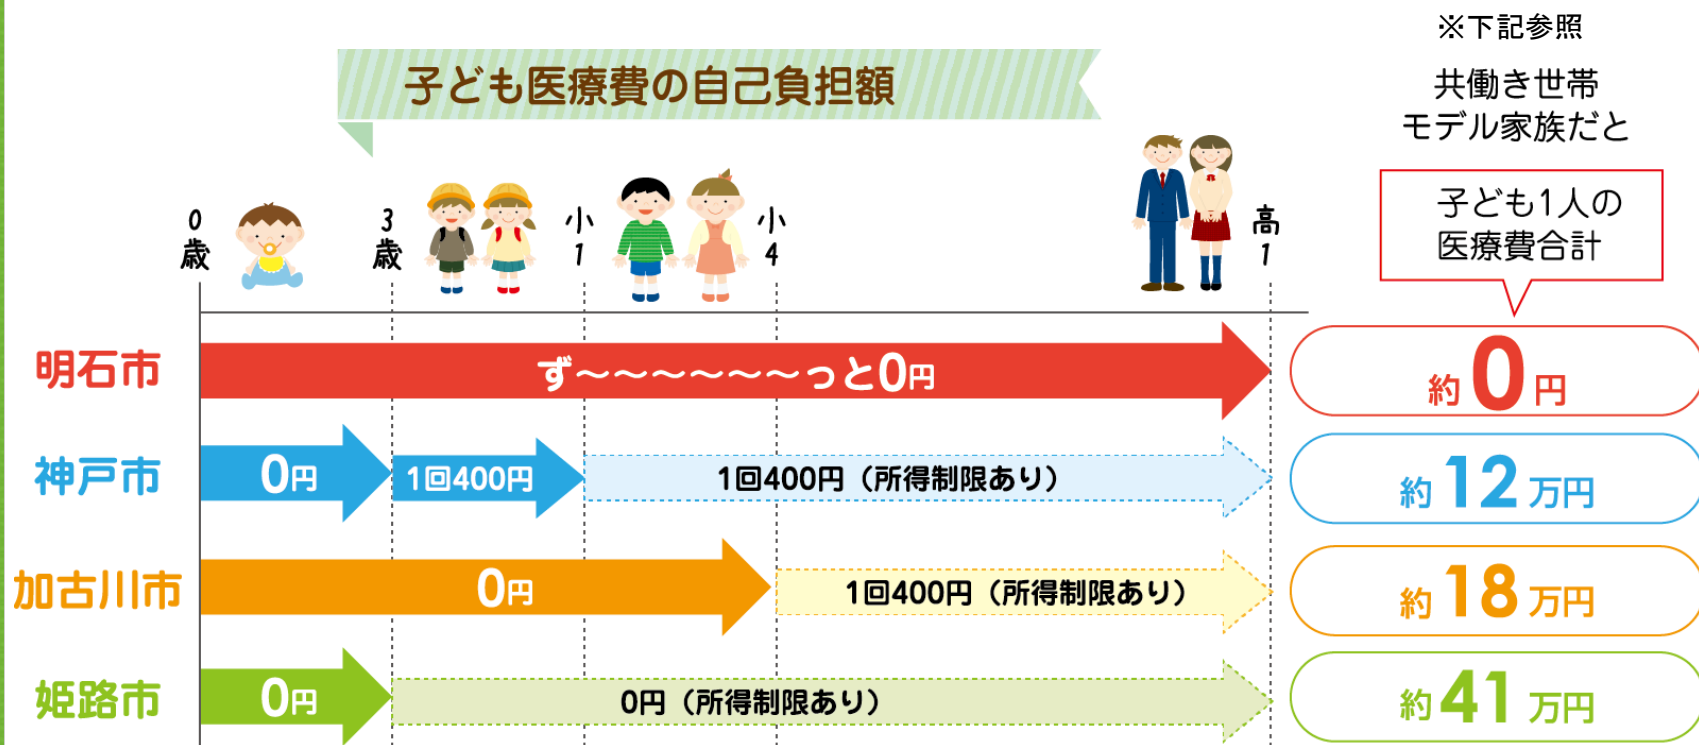 ※下記参照
共働き世帯
モデル家族だと
子ども医療費の自己負担額
子ども1人の
医療費合計
0歳
3歳
小1
小4
高1
明石市
ず〜〜〜〜〜〜っと0円
約0円
神戸市
0円
1回400円
1回400円（所得制限あり）
約12万円
加古川市
0円
1回400円（所得制限あり）
約18万円
姫路市
0円
0円（所得制限あり）
約41万円